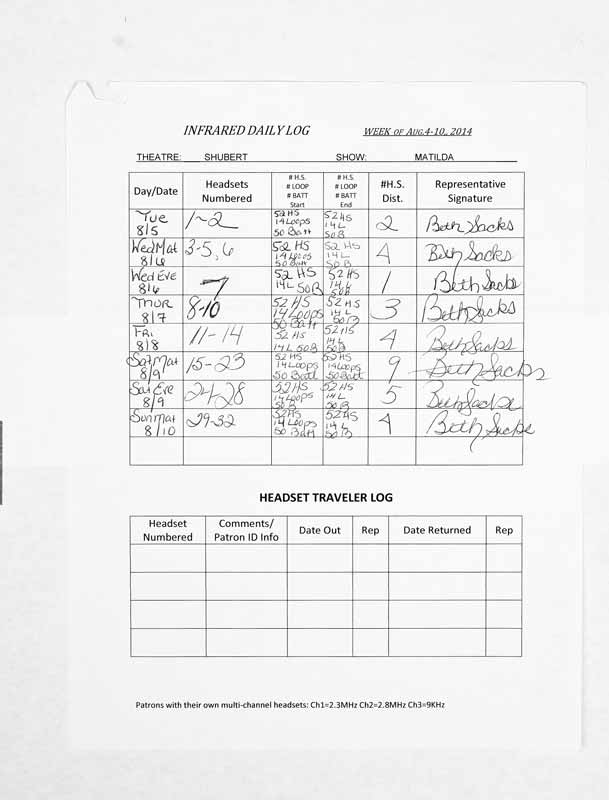 INFRARED DAILY LOG WEEK OF AUG.4-10, 2014
THEATRE: SHUBERT SHOW: MATILDA
Day/Date Headsets Numbered # H.S. # LOOP # BATT Start # H.S. # LOOP # BATT End #H.S. Dist. Representative Signature
Tue 8/5 1-2 52 HS 14 Loops 50 Batt 52 HS 14 L 50 B 2 Beth Sacks
Wed Mat 8/6 3-5, 6 52 HS 14 Loops 50 Batt 52 HS 14 L 50 B 4 Beth Sacks
Wed Eve 8/6 7 52 HS 14 L 50 B 52 HS 14 L 50 B 1 Beth Sacks
Thur 8/7 8-10 52 HS 14 Loops 50 Batt 52 HS 14 L 50 B 3 Beth Sacks
Fri 8/8 11-14 52 HS 14 L 50 B 52 HS 14 L 50 B 4 Beth Sacks
Sat Mat 8/9 15-23 52 HS 14 Loops 50 Batt 52 HS 14 Loops 50 Batt 9 Beth Sacks
Sat Eve 8/9 24-28 52 HS 14 Loops 50 B 52 HS 14 L 50 B 5 Beth Sacks
Sun Mat 8/10 29-32 52 HS 14 Loops 50 Batt 52 HS 14 L 50 B 4 Beth Sacks
HEADSET TRAVELER LOG
Headset Numbered Comments/ Patron ID Info Date Out Rep Date Returned Rep
Patrons with their own multi-channel headsets: Ch1=2.3MHz Ch2=2.8MHz Ch3=9KHz